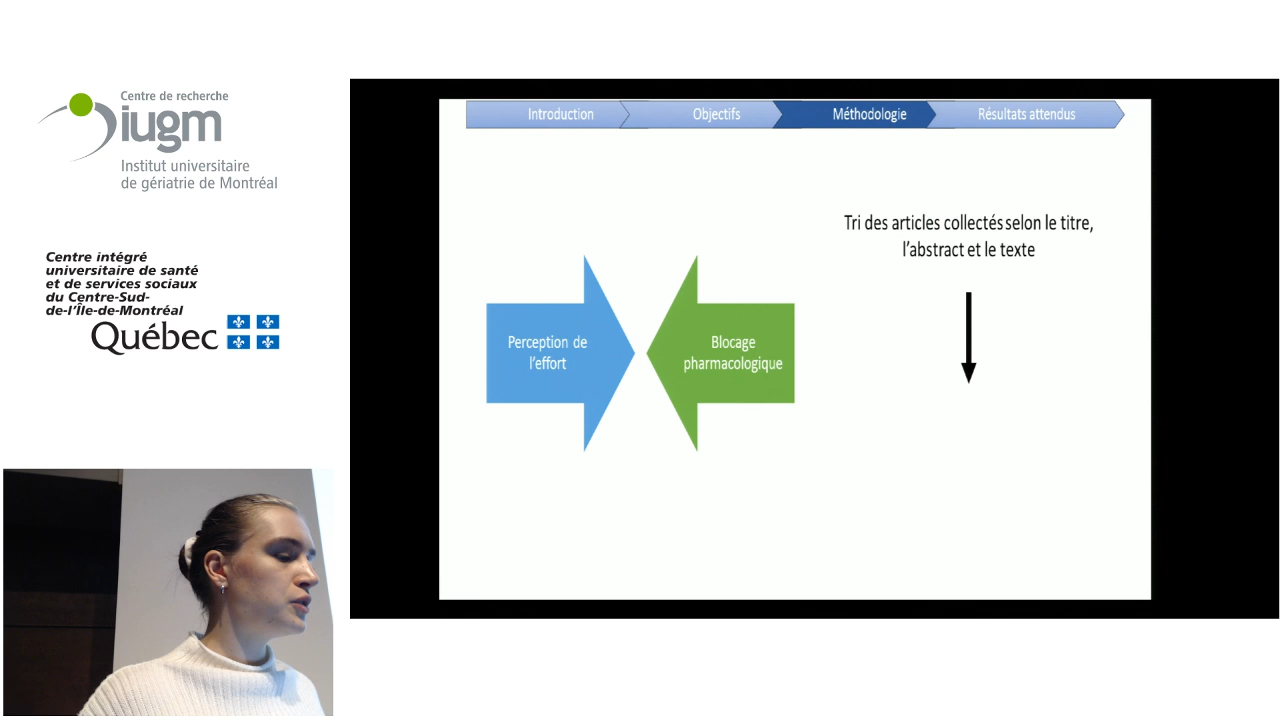 Centre de recherche
iugm
Institut universitaire
de gériatrie de Montréal
Centre intégré
universitaire de santé
et de services sociaux
du Centre-Sud-
de-l'Île-de-Montréal
Québec
Introduction
Objectifs
Méthodologie
Résultats attendus
Tri des articles collectés selon le titre,
l'abstract et le texte
Perception de
l'effort
Blocage
pharmacologique